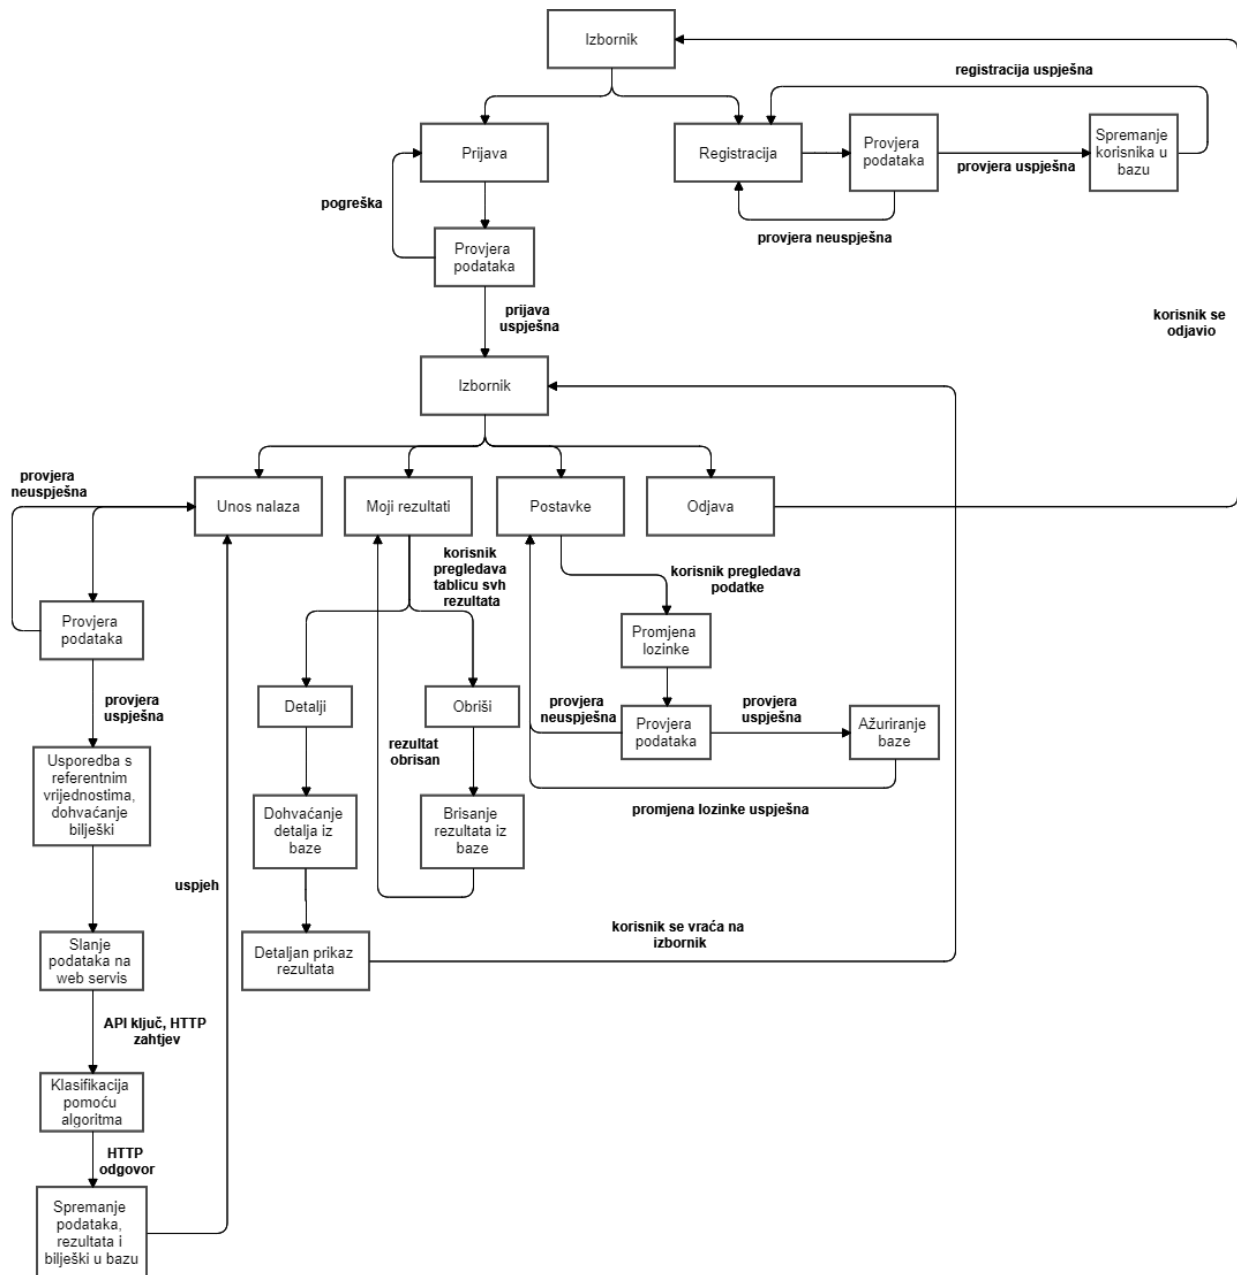 Izbornik
registracija uspješna
Prijava
Registracija
Provjera
podataka
provjera uspješna
Spremanje
korisnika u
bazu
pogreška
provjera neuspješna
Provjera
podataka
prijava
uspješna
korisnik se
odjavio
Izbornik
provjera
neuspješna
Unos nalaza
Moji rezultati
Postavke
Odjava
korisnik
pregledava
tablicu svh
rezultata
korisnik pregledava
podatke
Provjera
podataka
Promjena
lozinke
provjera
uspješna
Detalji
Obriši
provjera
neuspješna
Provjera
podataka
provjera
uspješna
Ažuriranje
baze
rezultat
obrisan
Usporedba s
referentnim
vrijednostima,
dohvaćanje
bilješki
Dohvaćanje
detalja iz
baze
Brisanje
rezultata iz
baze
promjena lozinke uspješna
uspjeh
korisnik se vraća na
izbornik
Slanje
podataka na
web servis
Detaljan prikaz
rezultata
API ključ, HTTP
zahtjev
Klasifikacija
pomoću
algoritma
HTTP
odgovor
Spremanje
podataka,
rezultata i
bilješki u bazu